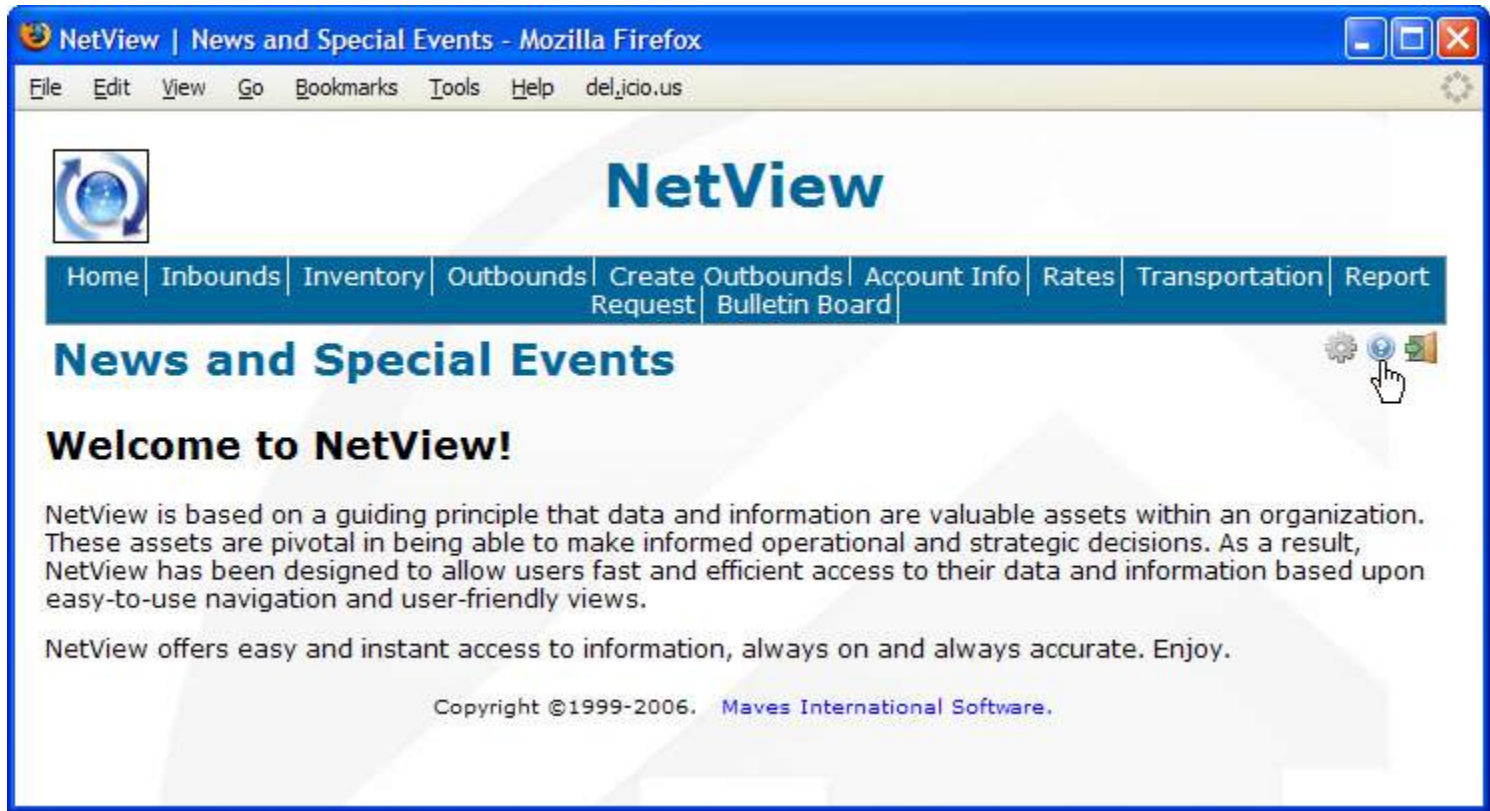 NetView | News and Special Events - Mozilla Firefox
File Edit View Go Bookmarks Tools Help del.icio.us
NetView
Home Inbounds Inventory Outbounds Create Outbounds Account Info Rates Transportation Report
Request Bulletin Board
News and Special Events
Welcome to NetView!
NetView is based on a guiding principle that data and information are valuable assets within an organization.
These assets are pivotal in being able to make informed operational and strategic decisions. As a result,
NetView has been designed to allow users fast and efficient access to their data and information based upon
easy-to-use navigation and user-friendly views.
NetView offers easy and instant access to information, always on and always accurate. Enjoy.
Copyright ©1999-2006. Maves International Software.